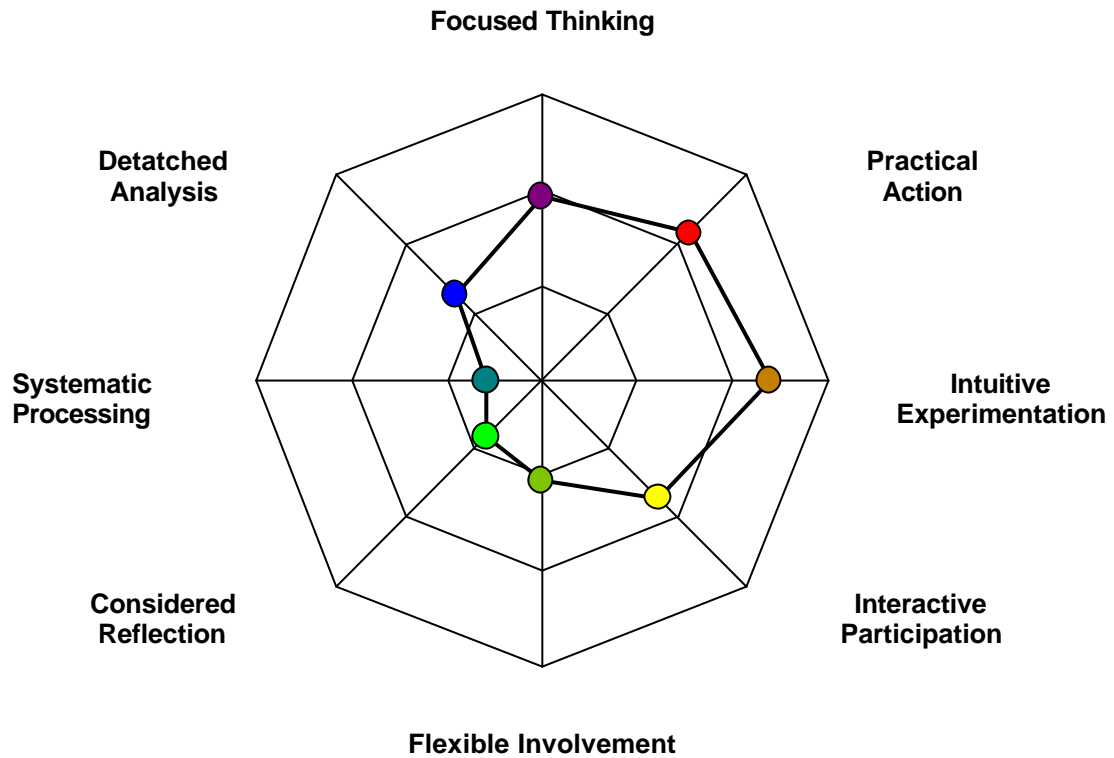 Focused Thinking
Detatched
Analysis
Practical
Action
Systematic
Processing
Intuitive
Experimentation
Considered
Reflection
Interactive
Participation
Flexible Involvement